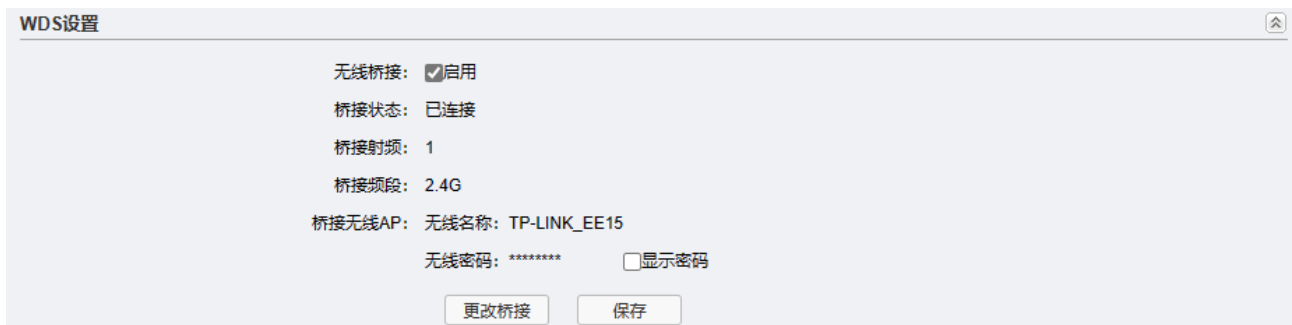 WDS设置
无线桥接： 启用
桥接状态： 已连接
桥接射频： 1
桥接频段： 2.4G
桥接无线AP： 无线名称：TP-LINK_EE15
无线密码：******** 显示密码
更改桥接 保存